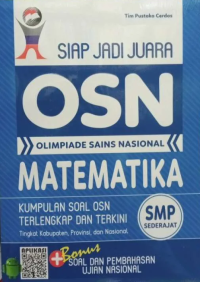 Tim Pustaka Cerdas
SIAP JADI JUARA
OSN
OLIMPIADE SAINS NASIONAL
MATEMATIKA
KUMPULAN SOAL OSN
TERLENGKAP DAN TERKINI
Tingkat Kabupaten, Provinsi, dan Nasional
SMP
SEDERAJAT
APLIKASI
+Bonus
SOAL DAN PEMBAHASAN
UJIAN NASIONAL